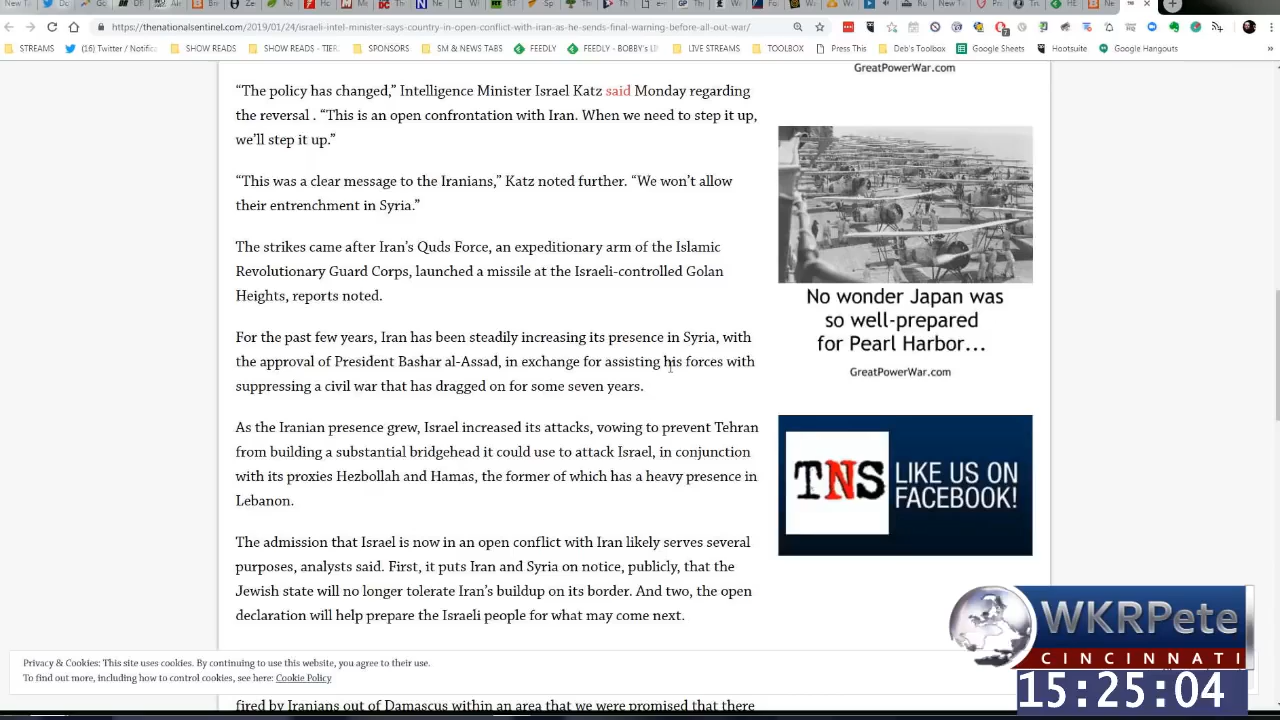 https://thenationalsentinel.com/2019/01/24/israeli-intel-minister-says-country-in-open-conflict-with-iran-as-he-sends-final-warning-before-all-out-war/
STREAMS
(16) Twitter / Notific
SHOW READS
SHOW READS - TIER
SPONSORS
SM & NEWS TABS
FEEDLY
FEEDLY - BOBBY'S LI
LIVE STREAMS
TOOLBOX
Press This
Deb's Toolbox
Google Sheets
Hootsuite
Google Hangouts
GreatPowerWar.com
“The policy has changed,” Intelligence Minister Israel Katz said Monday regarding
the reversal . “This is an open confrontation with Iran. When we need to step it up,
we’ll step it up.”
“This was a clear message to the Iranians,” Katz noted further. “We won’t allow
their entrenchment in Syria.”
The strikes came after Iran’s Quds Force, an expeditionary arm of the Islamic
Revolutionary Guard Corps, launched a missile at the Israeli-controlled Golan
Heights, reports noted.
For the past few years, Iran has been steadily increasing its presence in Syria, with
the approval of President Bashar al-Assad, in exchange for assisting his forces with
suppressing a civil war that has dragged on for some seven years.
As the Iranian presence grew, Israel increased its attacks, vowing to prevent Tehran
from building a substantial bridgehead it could use to attack Israel, in conjunction
with its proxies Hezbollah and Hamas, the former of which has a heavy presence in
Lebanon.
The admission that Israel is now in an open conflict with Iran likely serves several
purposes, analysts said. First, it puts Iran and Syria on notice, publicly, that the
Jewish state will no longer tolerate Iran’s buildup on its border. And two, the open
declaration will help prepare the Israeli people for what may come next.
fired by Iranians out of Damascus within an area that we were promised that there
No wonder Japan was
so well-prepared
for Pearl Harbor...
GreatPowerWar.com
TNS
LIKE US ON
FACEBOOK!
Privacy & Cookies: This site uses cookies. By continuing to use this website, you agree to their use.
To find out more, including how to control cookies, see here: Cookie Policy
WKRPete
CINCINNATI
15:25:04